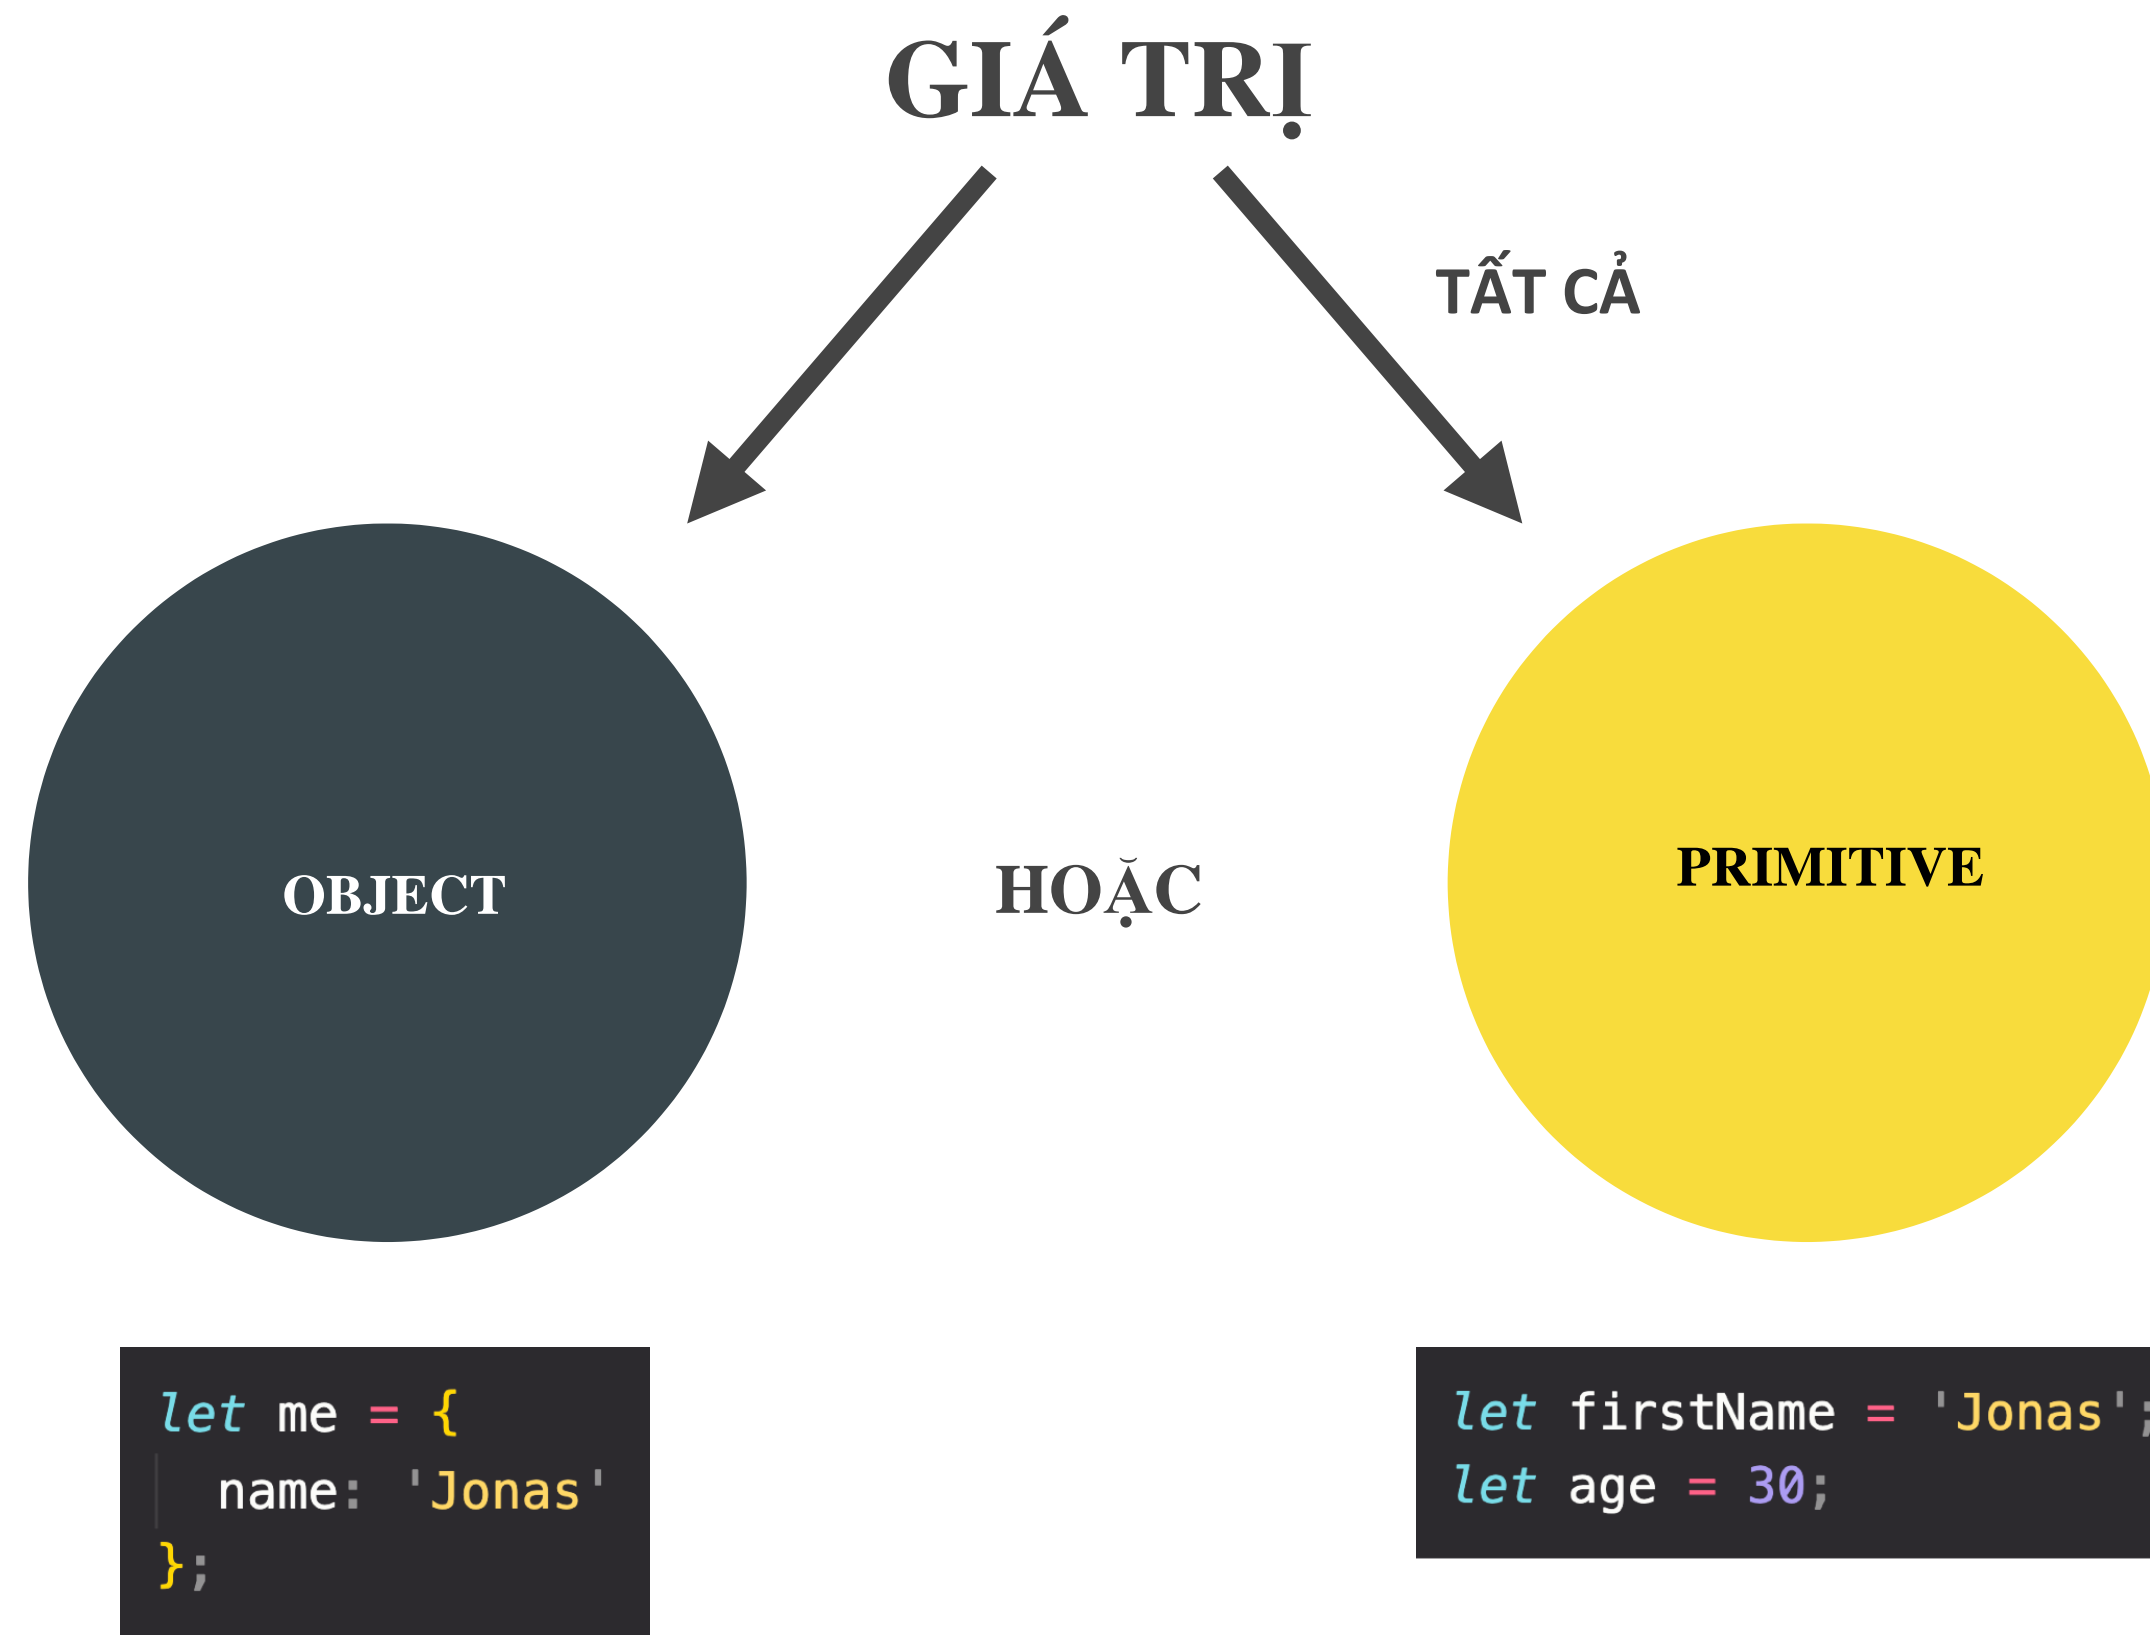 GIÁ TRỊ
TẤT CẢ
OBJECT
HOẶC
PRIMITIVE
let me = {
name: 'Jonas'
};
let firstName = 'Jonas';
let age = 30;